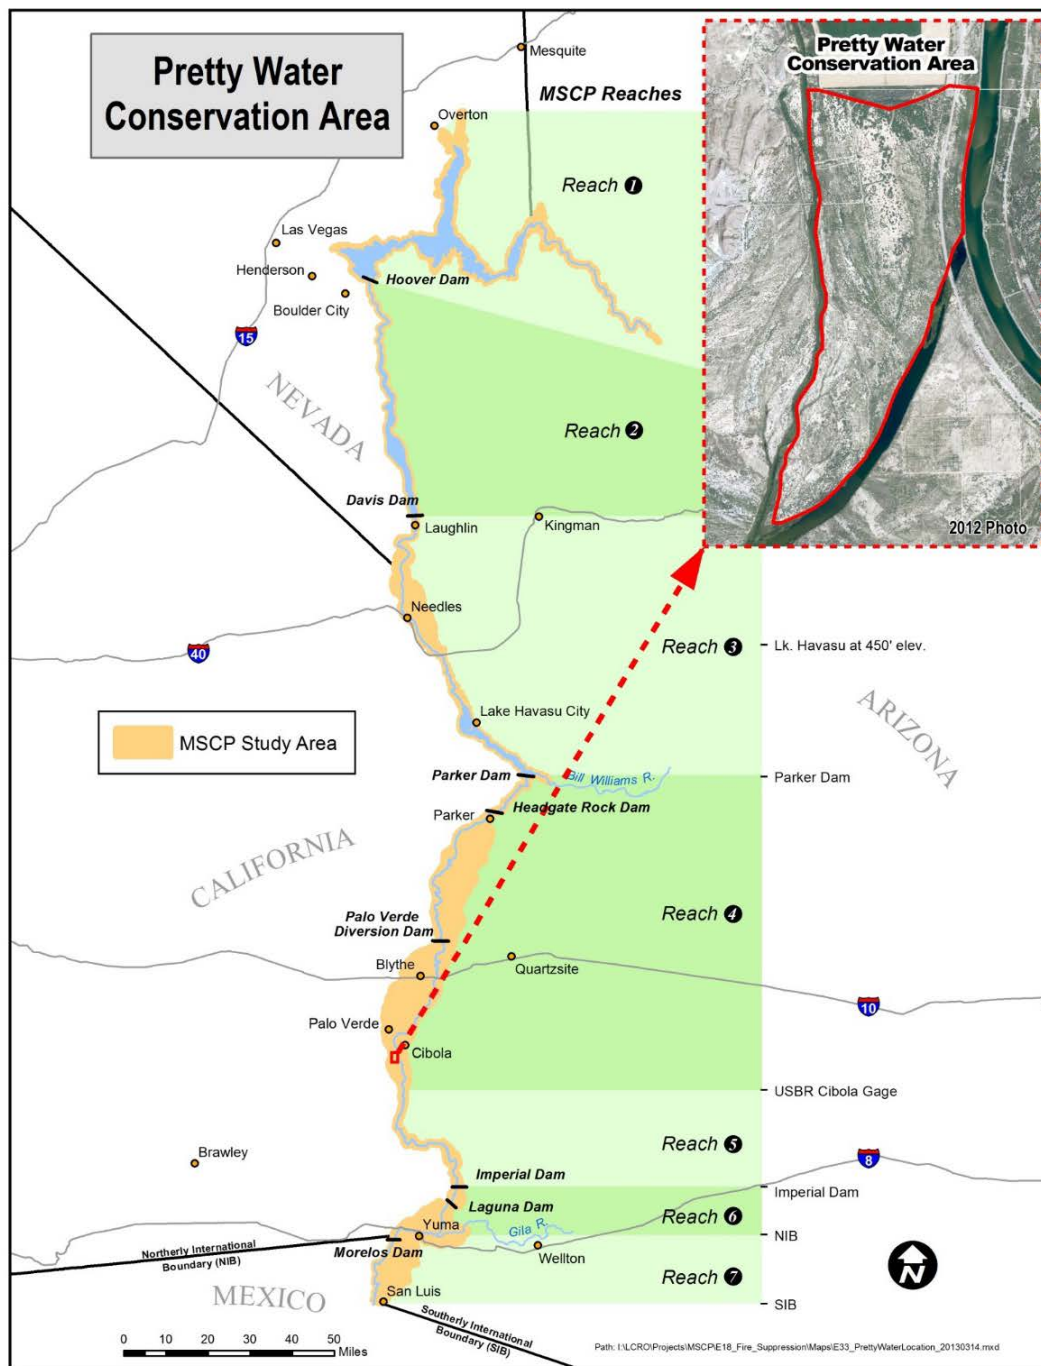 Pretty Water
Conservation Area
Mesquite
MSCP Reaches
Overton
Reach 1
Las Vegas
Henderson
Hoover Dam
Boulder City
15
NEVADA
Reach 2
Davis Dam
Laughlin
Kingman
Pretty Water
Conservation Area
2012 Photo
Needles
40
Reach 3
Lk. Havasu at 450' elev.
ARIZONA
Lake Havasu City
MSCP Study Area
Parker Dam
Bill Williams R.
Parker Dam
Headgate Rock Dam
Parker
CALIFORNIA
Reach 4
Palo Verde
Diversion Dam
Blythe
Quartzsite
10
Palo Verde
Cibola
USBR Cibola Gage
Reach 5
Brawley
8
Imperial Dam
Imperial Dam
Laguna Dam
Reach 6
Yuma
Gila R.
NIB
Morelos Dam
Wellton
Northerly International
Boundary (NIB)
MEXICO
Reach 7
San Luis
SIB
Southerly International
Boundary (SIB)
N
0 10 20 30 40 50
Miles
Path: I:\LCRO\Projects\MSCP\E18_Fire_Suppression\Maps\E33_PrettyWaterLocation_20130314.mxd